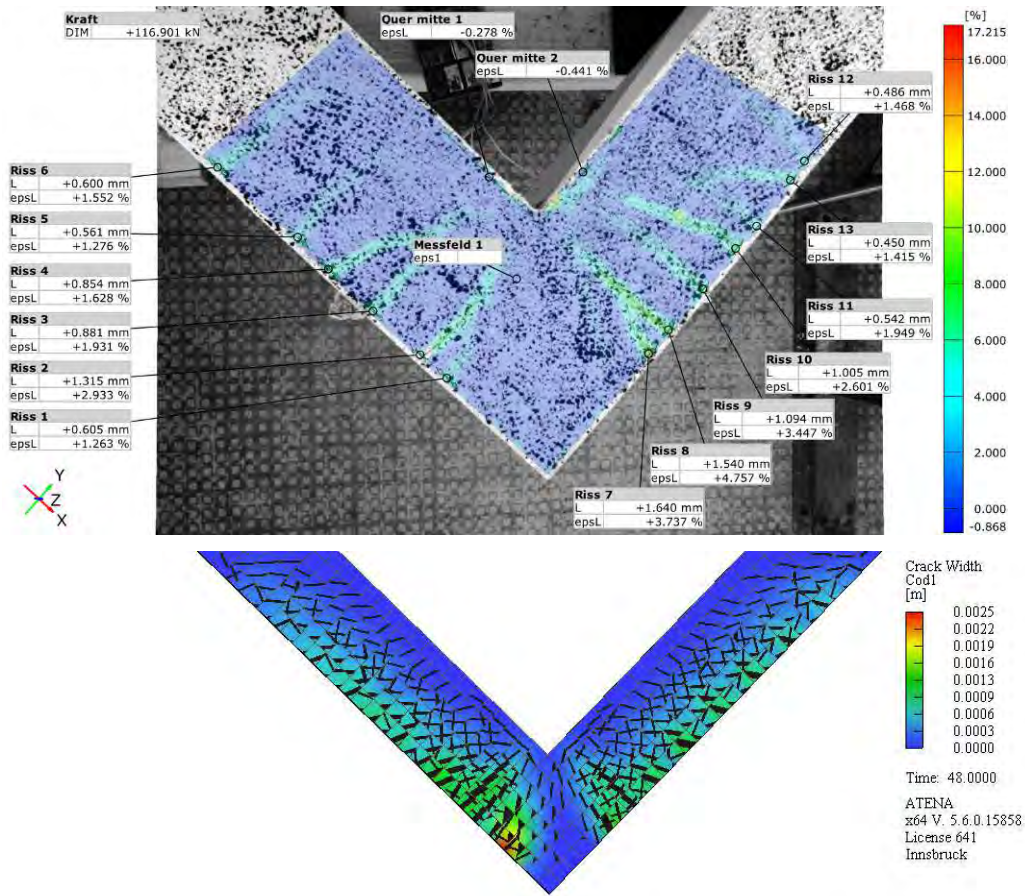 Kraft
DIM +116.901 kN
Quer mitte 1
epsL -0.278 %
Quer mitte 2
epsL -0.441 %
[%]
17.215
16.000
14.000
12.000
10.000
8.000
6.000
4.000
2.000
0.000
-0.868
Riss 12
L +0.486 mm
epsL +1.468 %
Riss 6
L +0.600 mm
epsL +1.552 %
Riss 5
L +0.561 mm
epsL +1.276 %
Riss 4
L +0.854 mm
epsL +1.628 %
Riss 3
L +0.881 mm
epsL +1.931 %
Riss 2
L +1.315 mm
epsL +2.933 %
Riss 1
L +0.605 mm
epsL +1.263 %
Messfeld 1
eps1
Riss 13
L +0.450 mm
epsL +1.415 %
Riss 11
L +0.542 mm
epsL +1.949 %
Riss 10
L +1.005 mm
epsL +2.601 %
Riss 9
L +1.094 mm
epsL +3.447 %
Riss 8
L +1.540 mm
epsL +4.757 %
Riss 7
L +1.640 mm
epsL +3.737 %
Y
Z
X
Crack Width
Cod1
[m]
0.0025
0.0022
0.0019
0.0016
0.0013
0.0009
0.0006
0.0003
0.0000
Time: 48.0000
ATENA
x64 V. 5.6.0.15858
License 641
Innsbruck